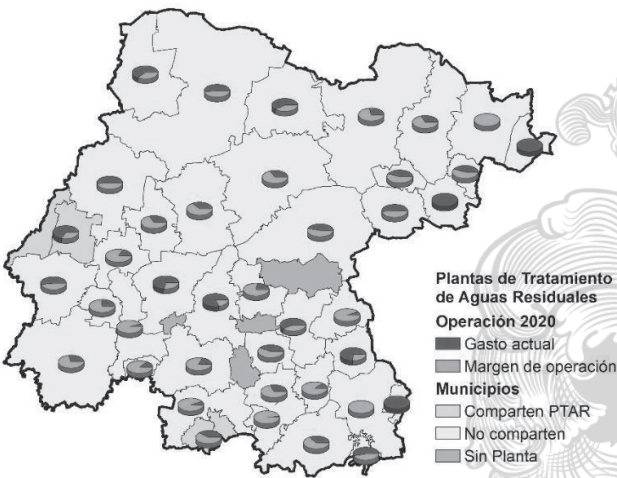 Plantas de Tratamiento
de Aguas Residuales
Operación 2020
Gasto actual
Margen de operación
Municipios
Comparten PTAR
No comparten
Sin Planta